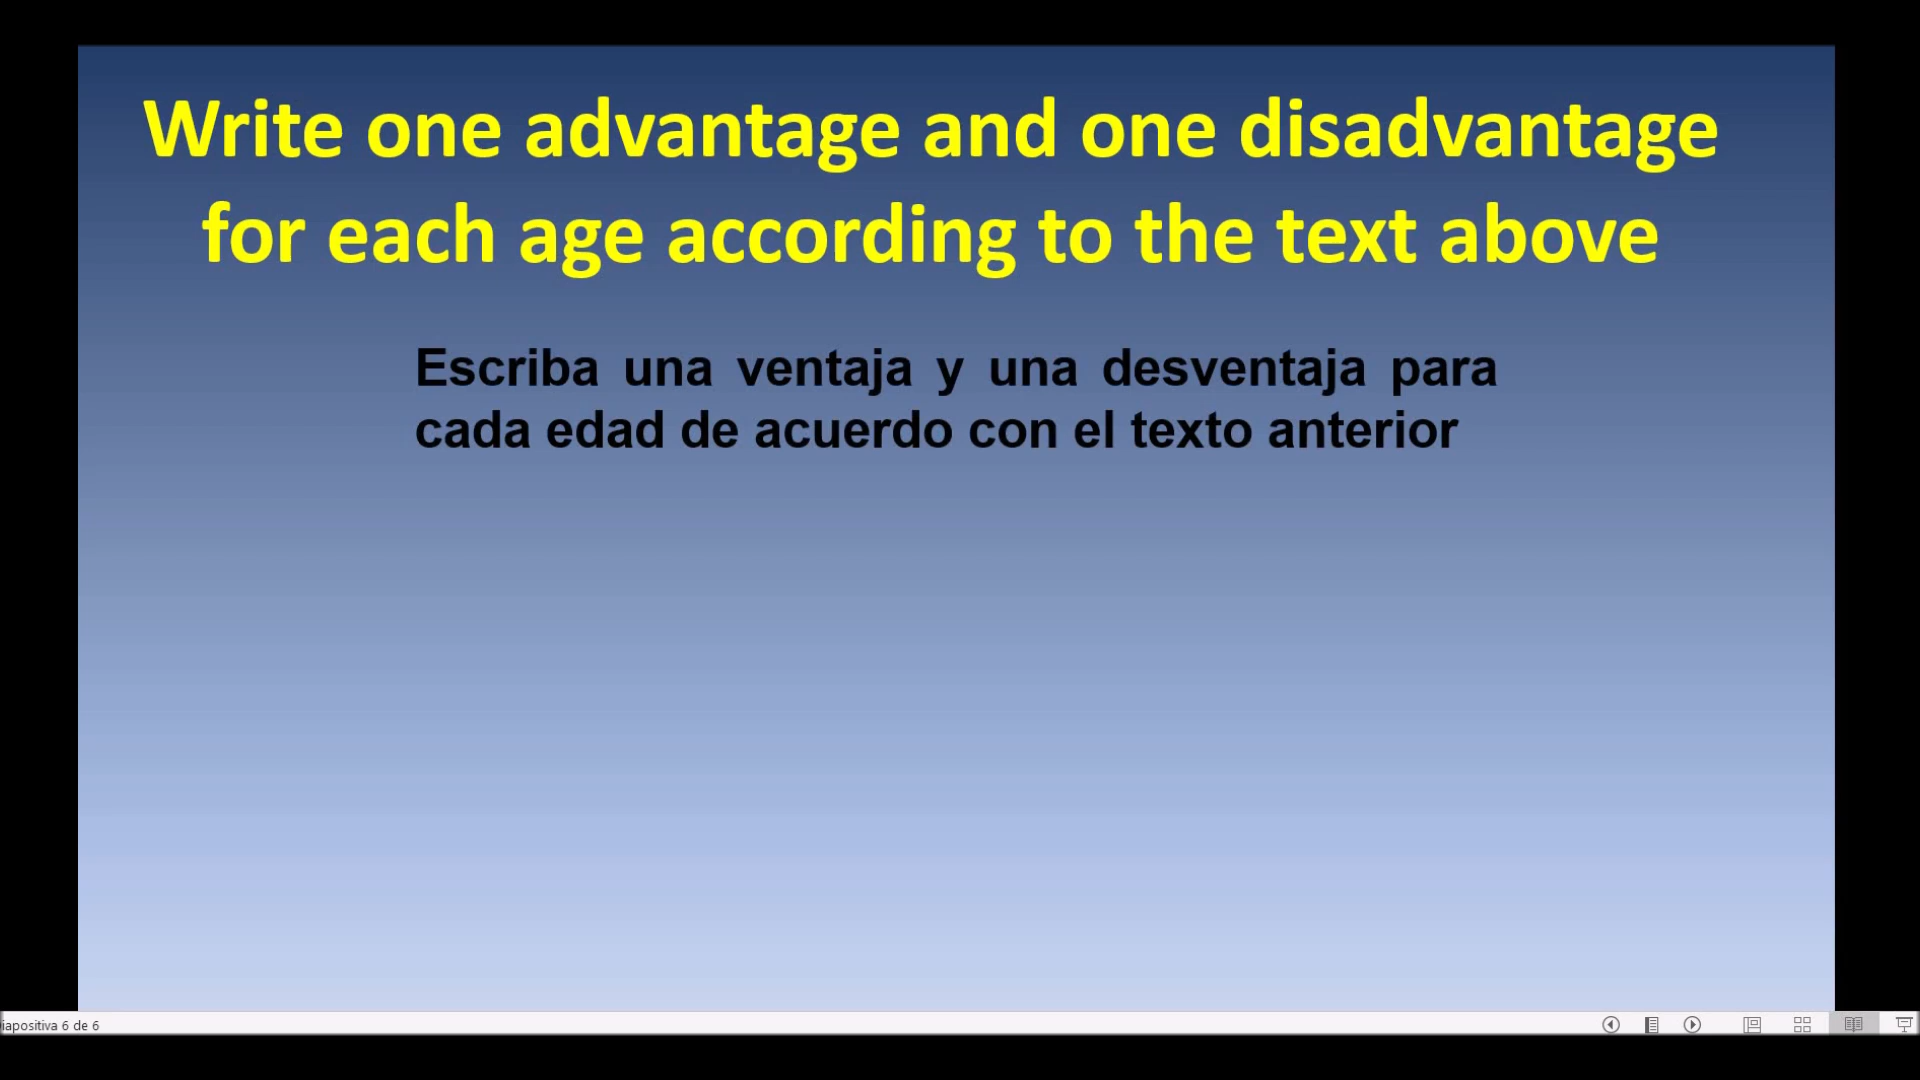 Write one advantage and one disadvantage
for each age according to the text above
Escriba una ventaja y una desventaja para
cada edad de acuerdo con el texto anterior
iapositiva 6 de 6